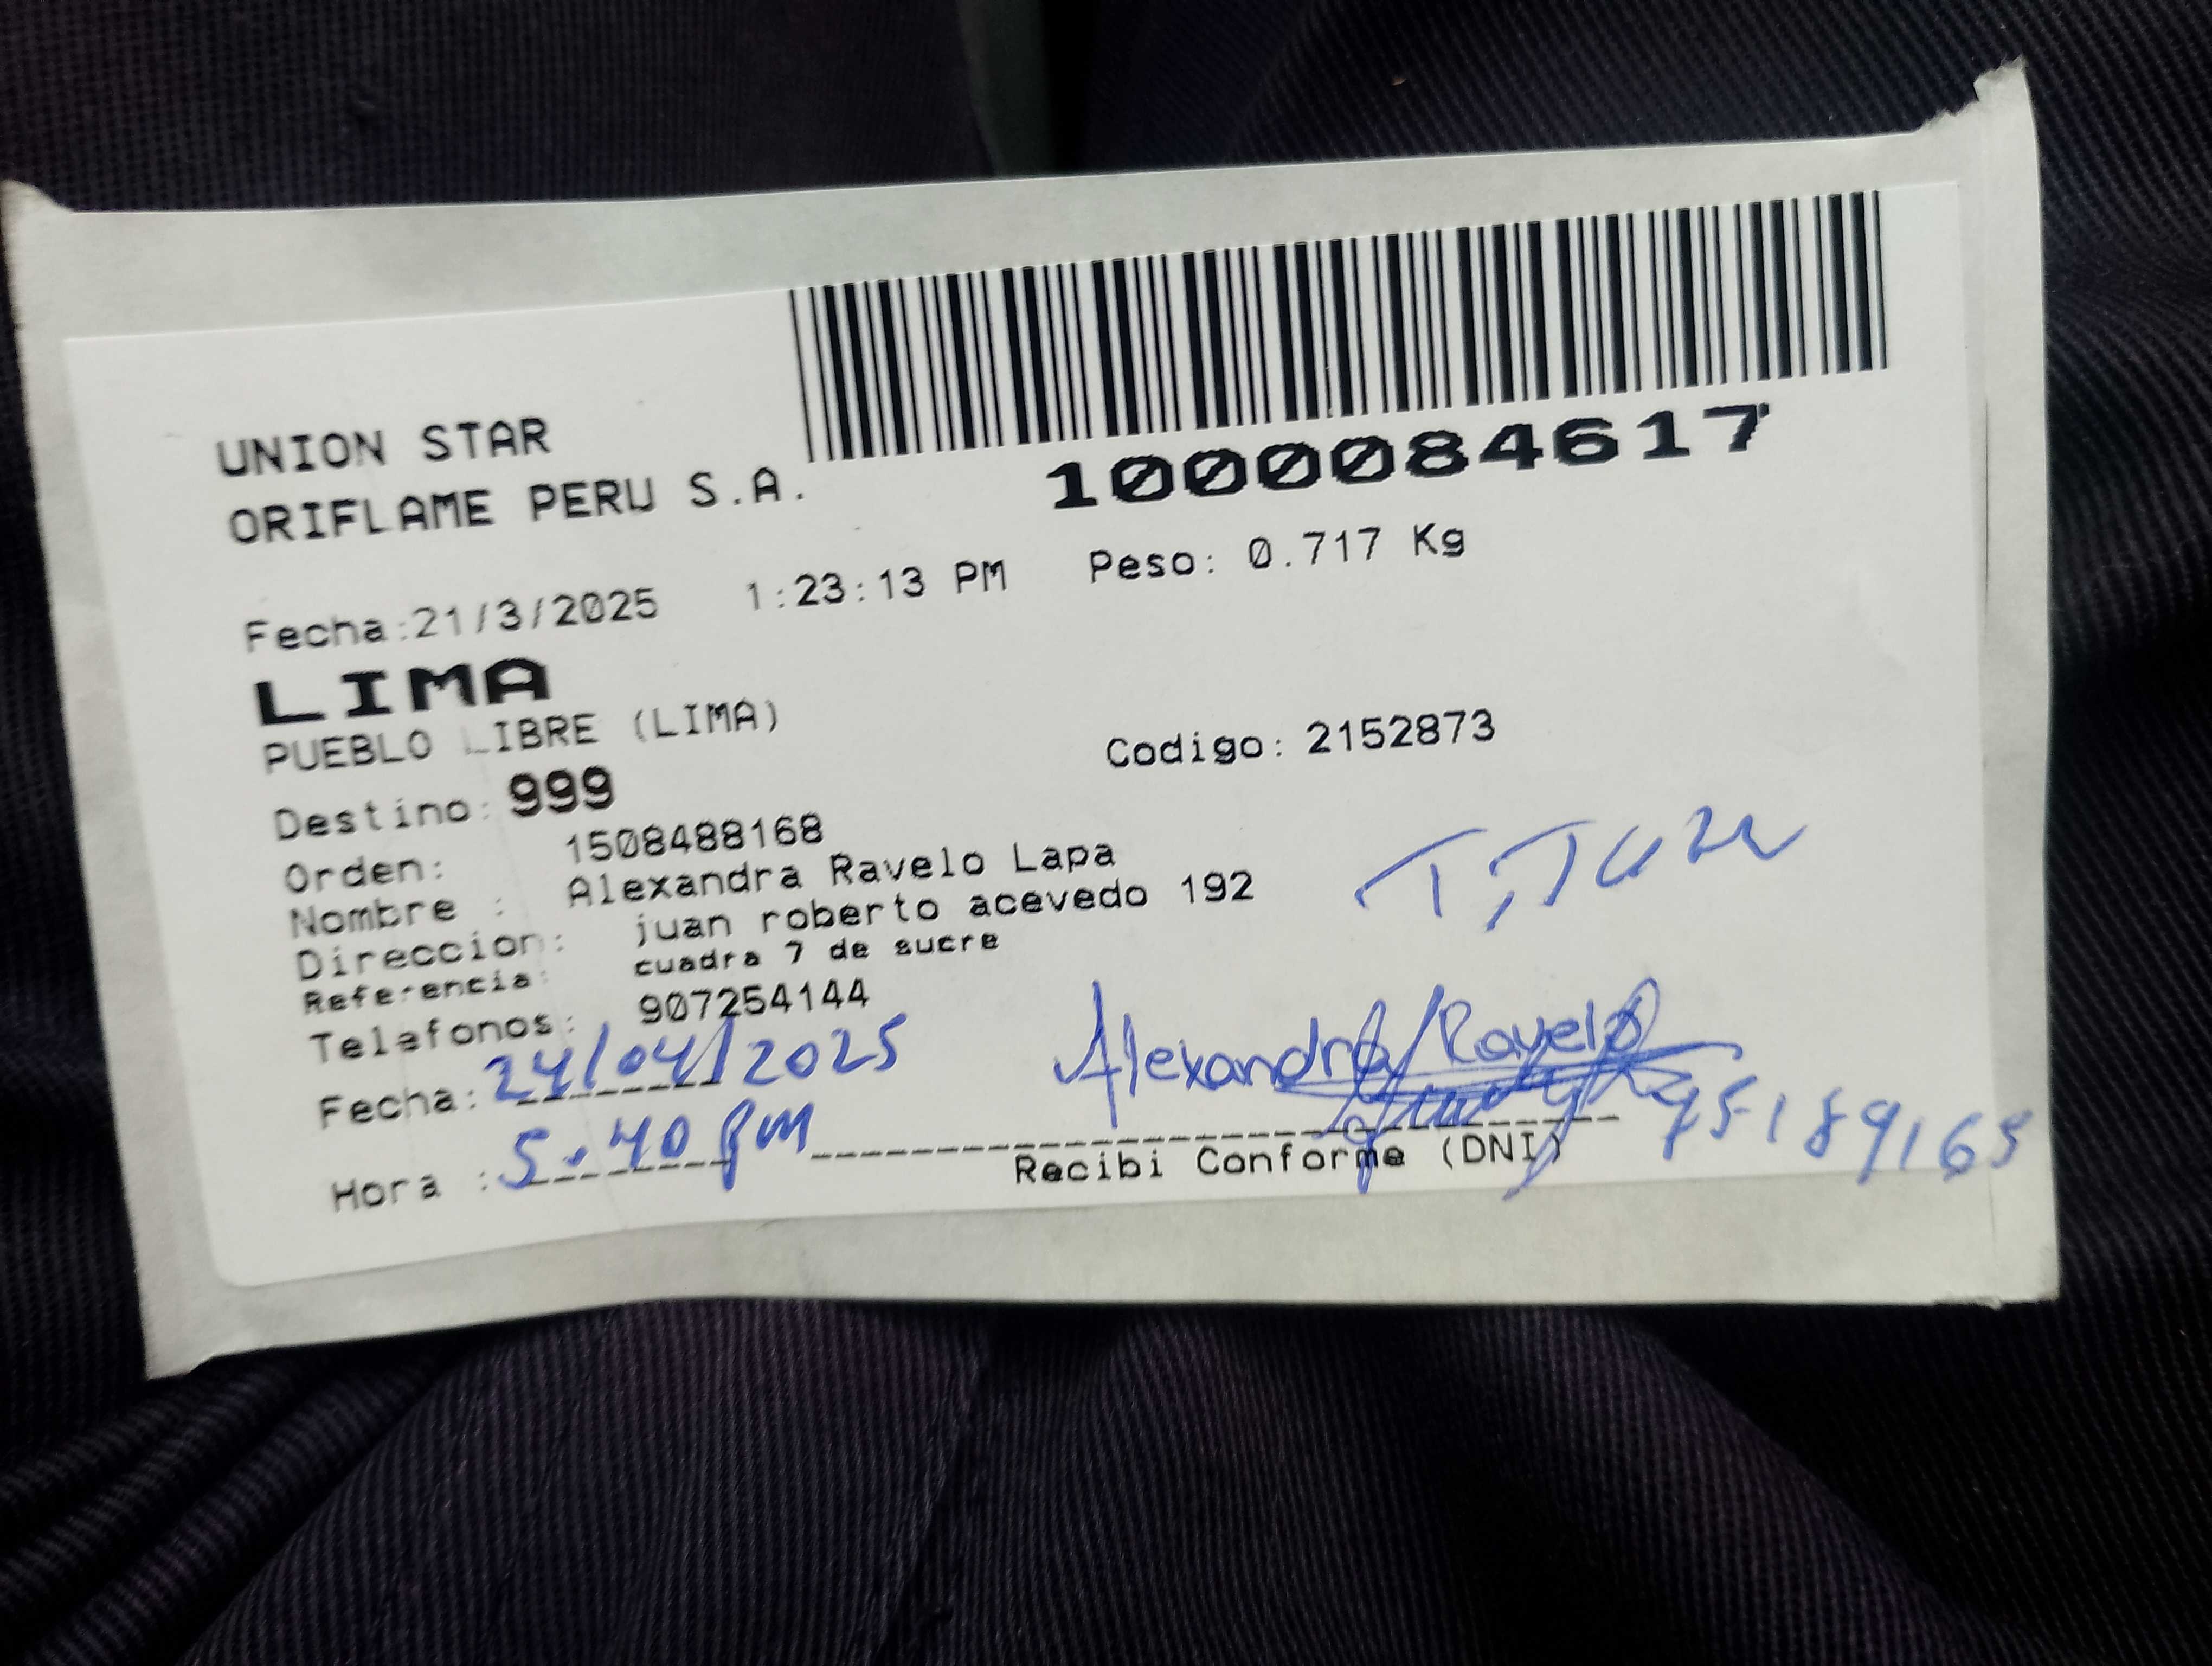 UNION STAR
ORIFLAME PERU S.A.
1000084617
Fecha:21/3/2025 1:23:13 PM Peso: 0.717 Kg
LIMA
PUEBLO LIBRE (LIMA)
Codigo: 2152873
Destino: 999
Orden: 1508488168
Nombre : Alexandra Ravelo Lapa
Direccion: juan roberto acevedo 192
Referencia: cuadra 7 de sucre
Telefonos: 907254144
Fecha: 24/04/2025
Alexandra Ravelo
Hora : 5.40 pm
Recibi Conforme (DNI)